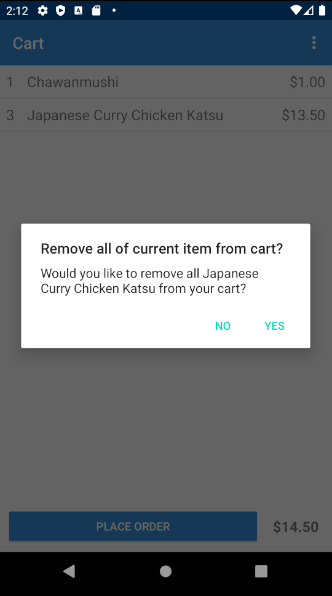 2:12
Cart
1 Chawanmushi $1.00
3 Japanese Curry Chicken Katsu $13.50
Remove all of current item from cart?
Would you like to remove all Japanese
Curry Chicken Katsu from your cart?
NO YES
PLACE ORDER $14.50